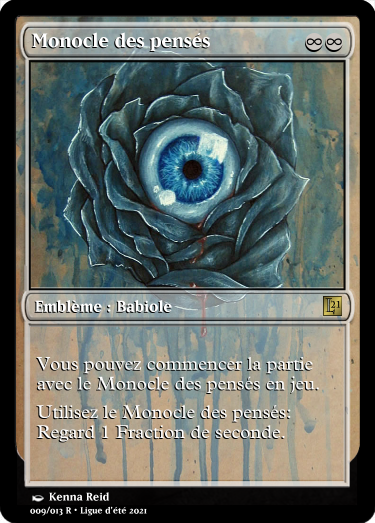 Monocle des pensés ∞∞
Emblème : Babiole
L21
Vous pouvez commencer la partie
avec le Monocle des pensés en jeu.
Utilisez le Monocle des pensés:
Regard 1 Fraction de seconde.
Kenna Reid
009/013 R • Ligue d'été 2021